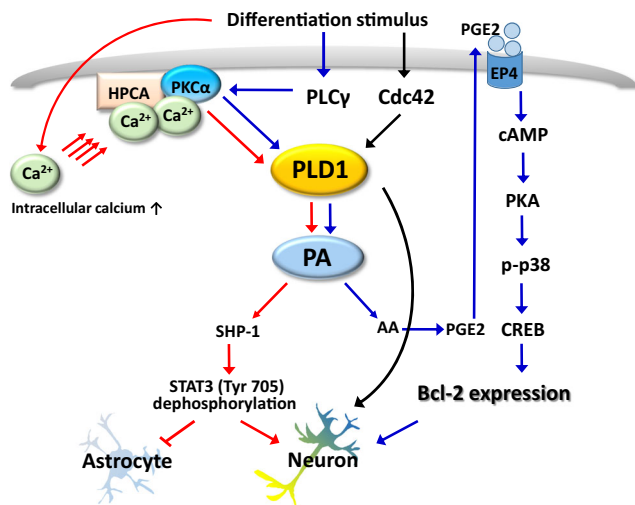 Differentiation stimulus
PGE2
EP4
HPCA
PKCα
Ca²⁺
Ca²⁺
PLCγ
Cdc42
cAMP
Ca²⁺
PLD1
PKA
Intracellular calcium ↑
PA
p-p38
SHP-1
AA
PGE2
CREB
STAT3 (Tyr 705)
dephosphorylation
Bcl-2 expression
Astrocyte
Neuron